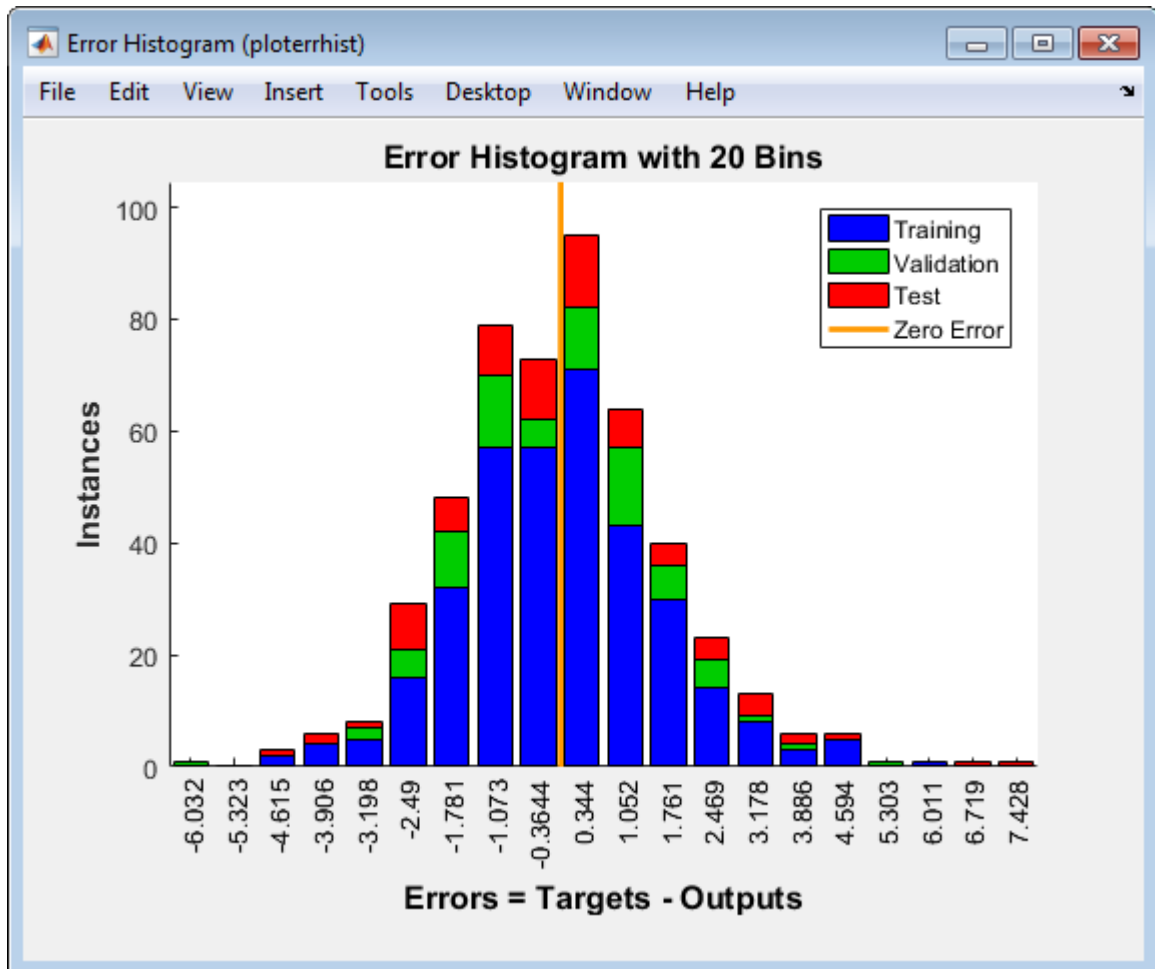 Error Histogram (ploterrhist)
File Edit View Insert Tools Desktop Window Help
Error Histogram with 20 Bins
Training
Validation
Test
Zero Error
Instances
100
80
60
40
20
0
-6.032
-5.323
-4.615
-3.906
-3.198
-2.49
-1.781
-1.073
-0.3644
0.344
1.052
1.761
2.469
3.178
3.886
4.594
5.303
6.011
6.719
7.428
Errors = Targets - Outputs